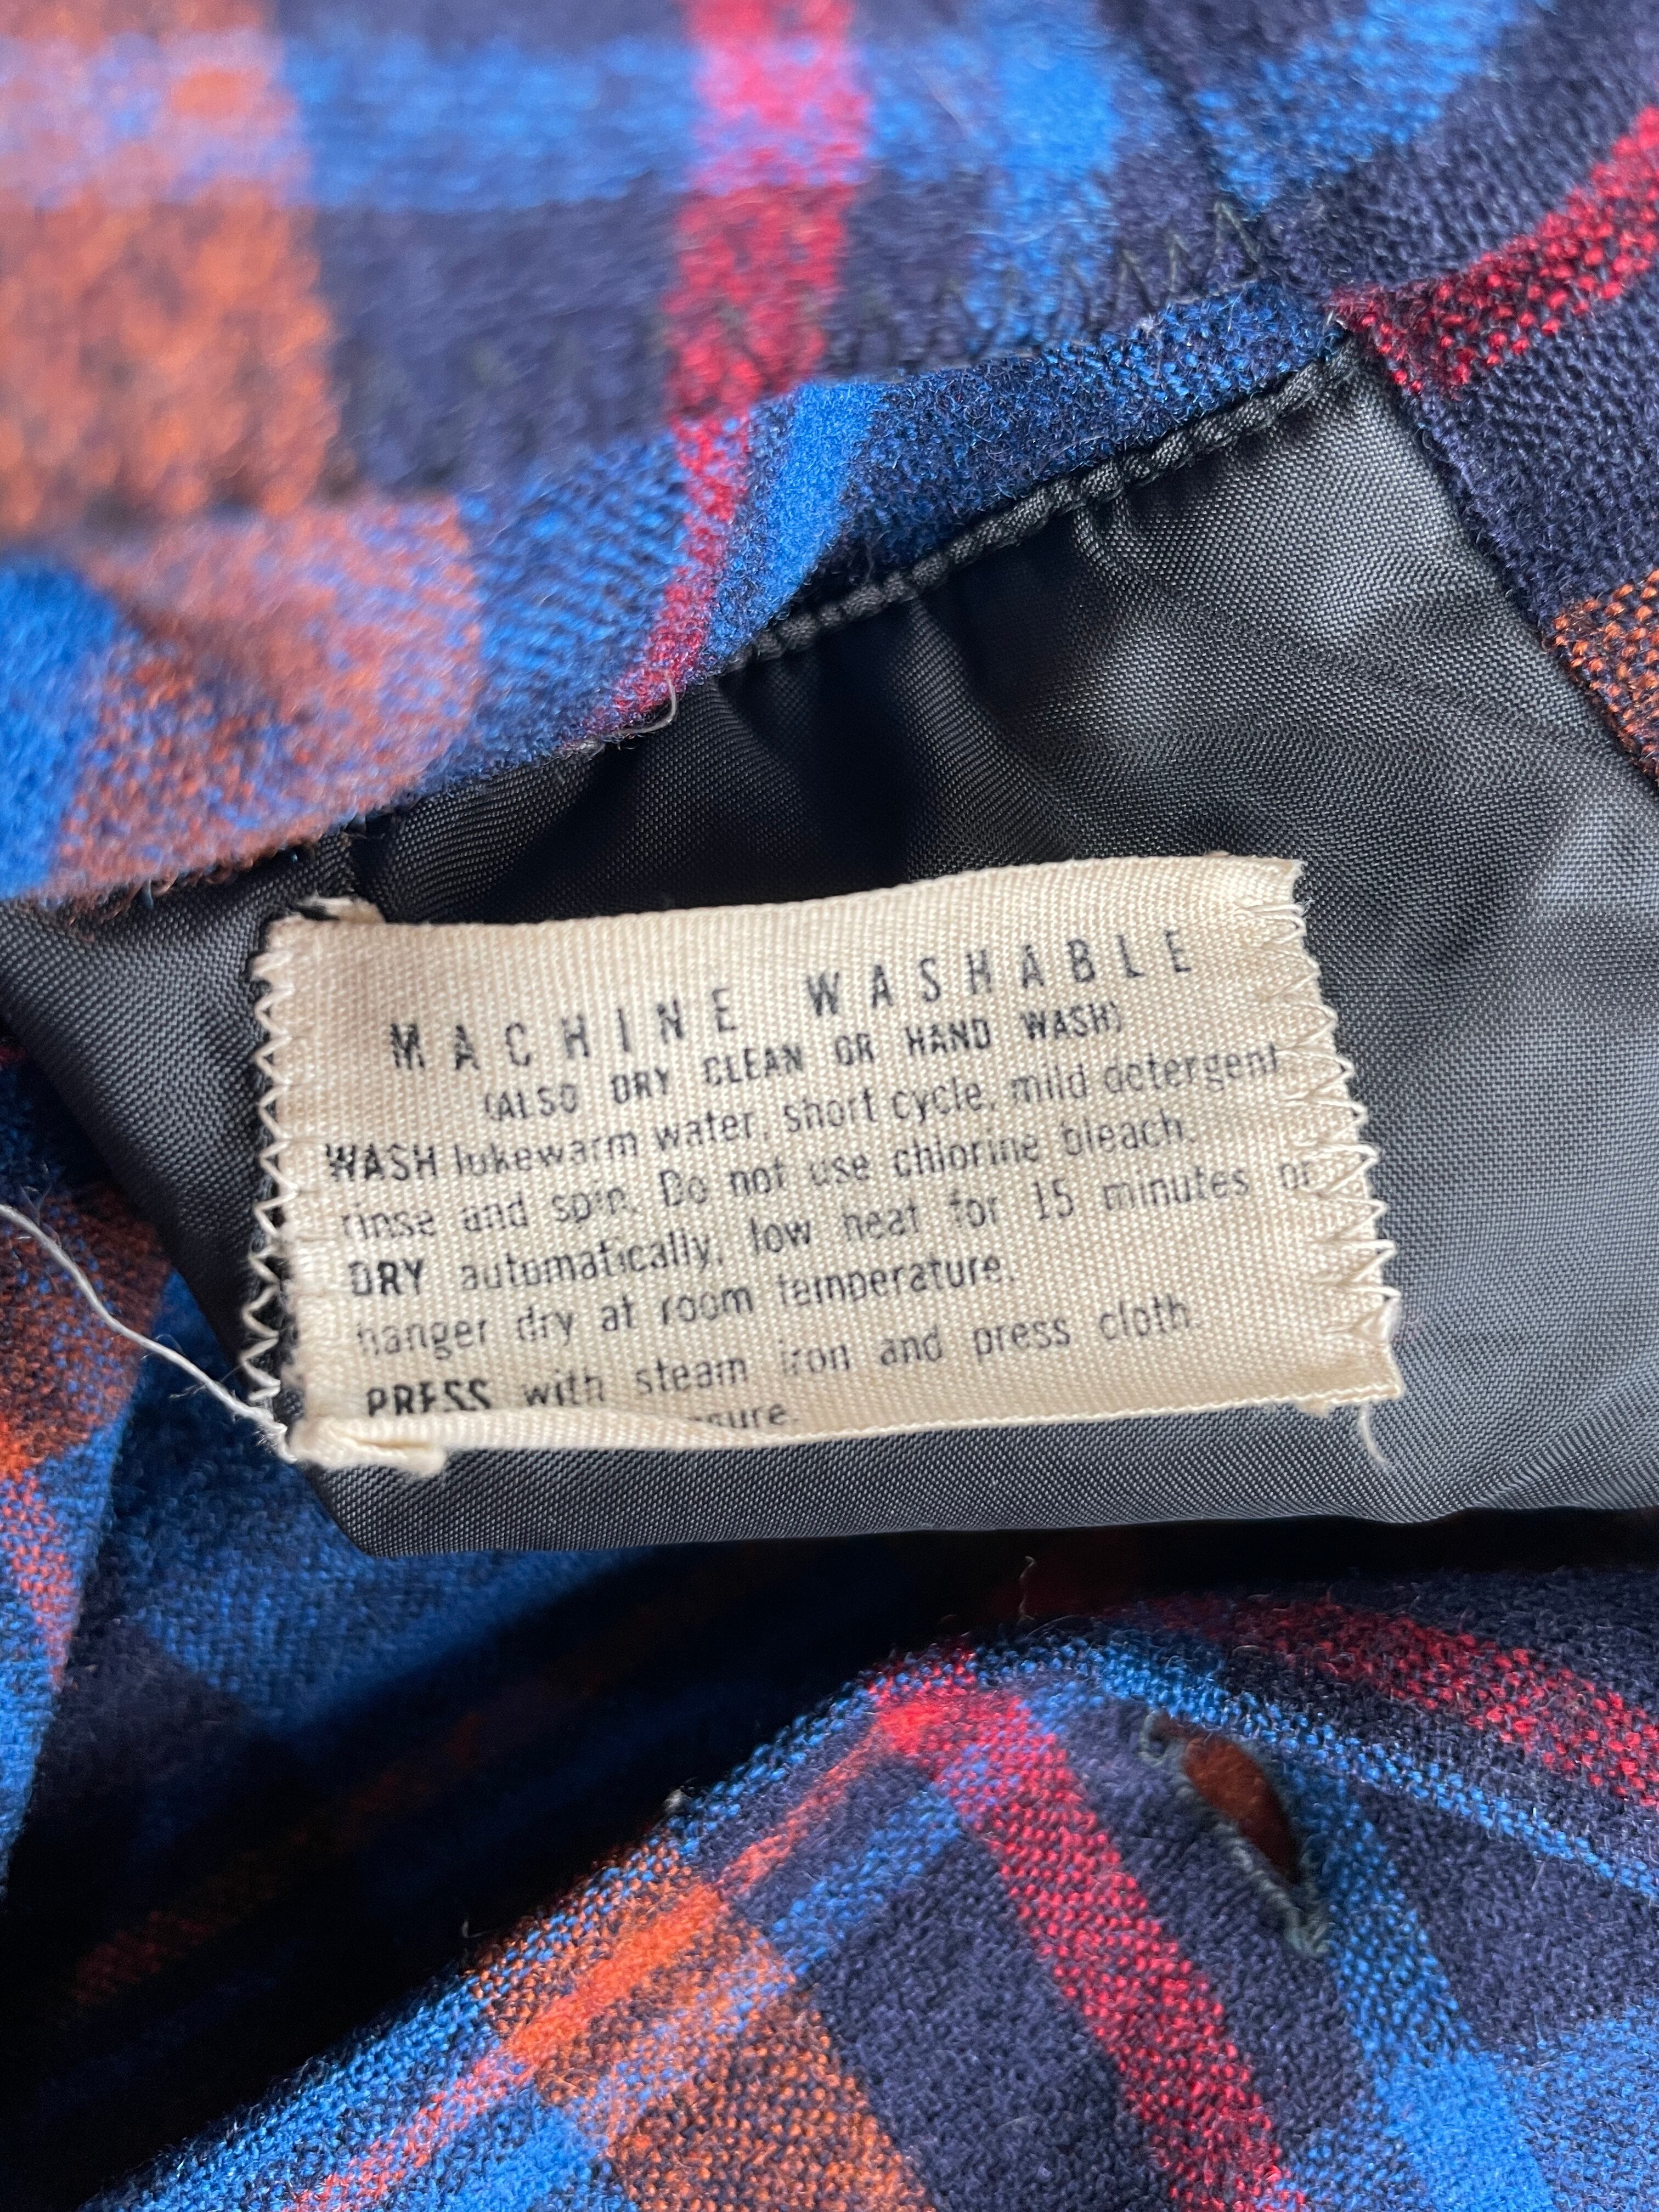 MACHINE WASHABLE
(ALSO DRY CLEAN OR HAND WASH)
WASH lukewarm water, short cycle, mild detergent
rinse and spin. Do not use chlorine bleach.
DRY automatically, low heat for 15 minutes or
hanger dry at room temperature.
PRESS with steam iron and press cloth.